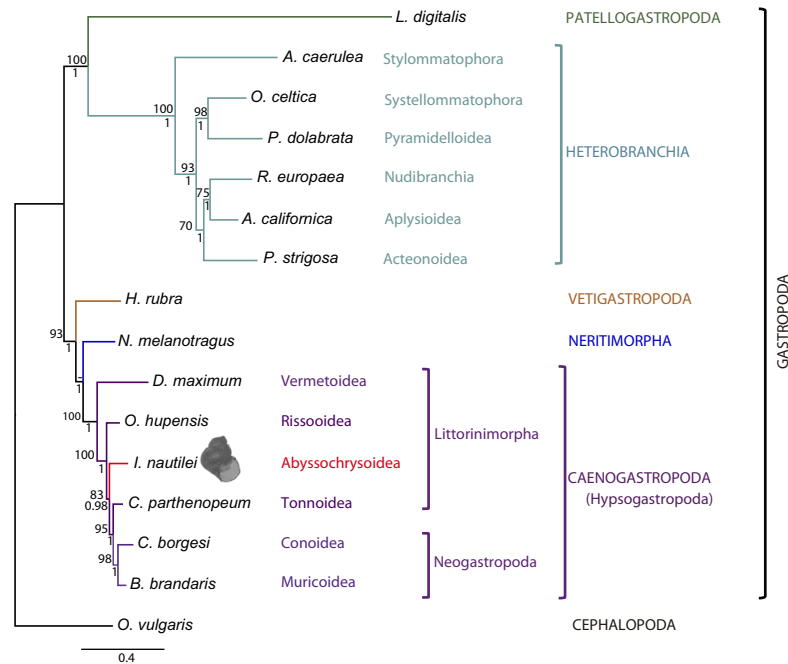 L. digitalis PATELLOGASTROPODA
100
1
A. caerulea Stylommatophora
O. celtica Systellommatophora
100
1
98
1
P. dolabrata Pyramidelloidea
HETEROBRANCHIA
93
1
R. europaea Nudibranchia
75
1
A. californica Aplysioidea
70
1
P. strigosa Acteonoidea
H. rubra VETIGASTROPODA
GASTROPODA
93
1
N. melanotragus NERITIMORPHA
-
1
D. maximum Vermetoidea
100
1
O. hupensis Rissooidea
Littorinimorpha
100
1
I. nautilei Abyssochrysoidea
CAENOGASTROPODA
(Hypsogastropoda)
83
0.98
C. parthenopeum Tonnoidea
95
1
C. borgesi Conoidea
Neogastropoda
98
1
B. brandaris Muricoidea
O. vulgaris CEPHALOPODA
0.4